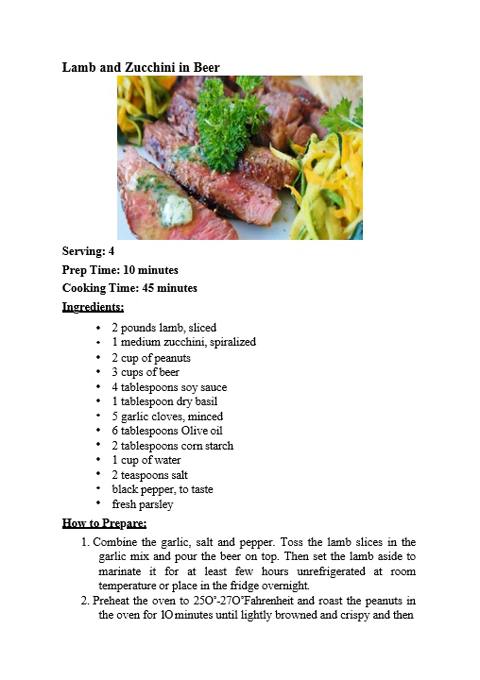 Lamb and Zucchini in Beer
Serving: 4
Prep Time: 10 minutes
Cooking Time: 45 minutes
Ingredients:
• 2 pounds lamb, sliced
• 1 medium zucchini, spiralized
• 2 cup of peanuts
• 3 cups of beer
• 4 tablespoons soy sauce
• 1 tablespoon dry basil
• 5 garlic cloves, minced
• 6 tablespoons Olive oil
• 2 tablespoons corn starch
• 1 cup of water
• 2 teaspoons salt
• black pepper, to taste
• fresh parsley
How to Prepare:
1. Combine the garlic, salt and pepper. Toss the lamb slices in the
garlic mix and pour the beer on top. Then set the lamb aside to
marinate it for at least few hours unrefrigerated at room
temperature or place in the fridge overnight.
2. Preheat the oven to 25O°-27O°Fahrenheit and roast the peanuts in
the oven for 1O minutes until lightly browned and crispy and then